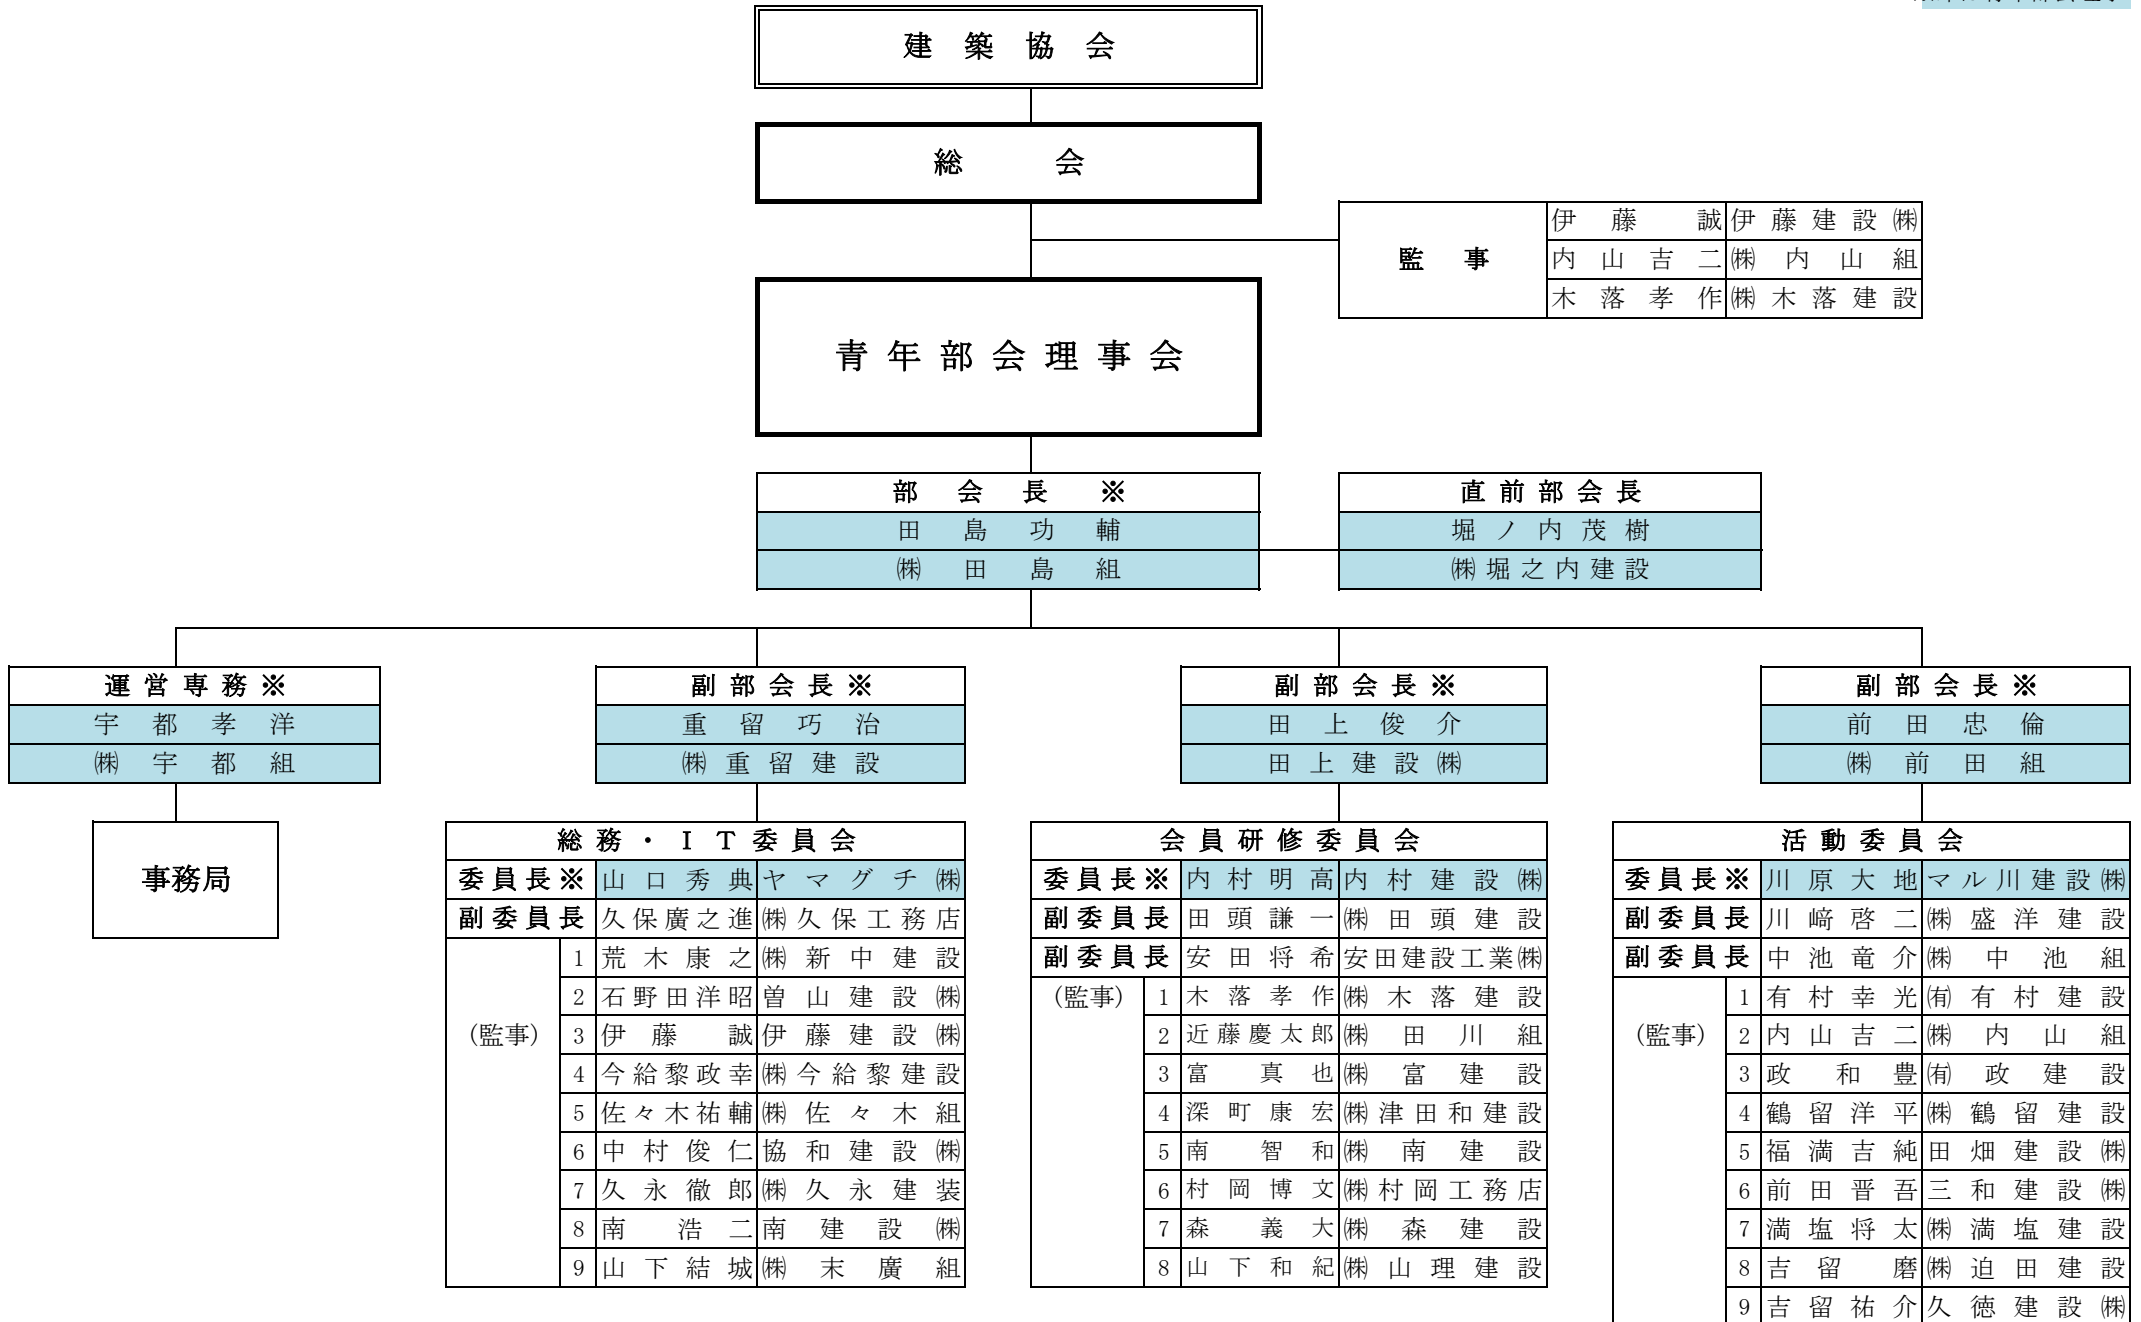 建築協会
総会
監事
伊藤誠 伊藤建設㈱
内山吉二 ㈱内山組
木落孝作 ㈱木落建設
青年部会理事会
部会長※
田島功輔
㈱田島組
直前部会長
堀ノ内茂樹
㈱堀之内建設
運営専務※
宇都孝洋
㈱宇都組
副部会長※
重留巧治
㈱重留建設
副部会長※
田上俊介
田上建設㈱
副部会長※
前田忠倫
㈱前田組
事務局
総務・ＩＴ委員会
委員長※ 山口秀典 ヤマグチ㈱
副委員長 久保廣之進 ㈱久保工務店
1 荒木康之 ㈱新中建設
2 石野田洋昭 曽山建設㈱
（監事） 3 伊藤誠 伊藤建設㈱
4 今給黎政幸 ㈱今給黎建設
5 佐々木祐輔 ㈱佐々木組
6 中村俊仁 協和建設㈱
7 久永徹郎 ㈱久永建装
8 南浩二 南建設㈱
9 山下結城 ㈱末廣組
会員研修委員会
委員長※ 内村明高 内村建設㈱
副委員長 田頭謙一 ㈱田頭建設
副委員長 安田将希 安田建設工業㈱
（監事） 1 木落孝作 ㈱木落建設
2 近藤慶太郎 ㈱田川組
3 富真也 ㈱富建設
4 深町康宏 ㈱津田和建設
5 南智和 ㈱南建設
6 村岡博文 ㈱村岡工務店
7 森義大 ㈱森建設
8 山下和紀 ㈱山理建設
活動委員会
委員長※ 川原大地 マル川建設㈱
副委員長 川﨑啓二 ㈱盛洋建設
副委員長 中池竜介 ㈱中池組
1 有村幸光 ㈲有村建設
（監事） 2 内山吉二 ㈱内山組
3 政和豊 ㈲政建設
4 鶴留洋平 ㈱鶴留建設
5 福満吉純 田畑建設㈱
6 前田晋吾 三和建設㈱
7 満塩将太 ㈱満塩建設
8 吉留磨 ㈱迫田建設
9 吉留祐介 久徳建設㈱